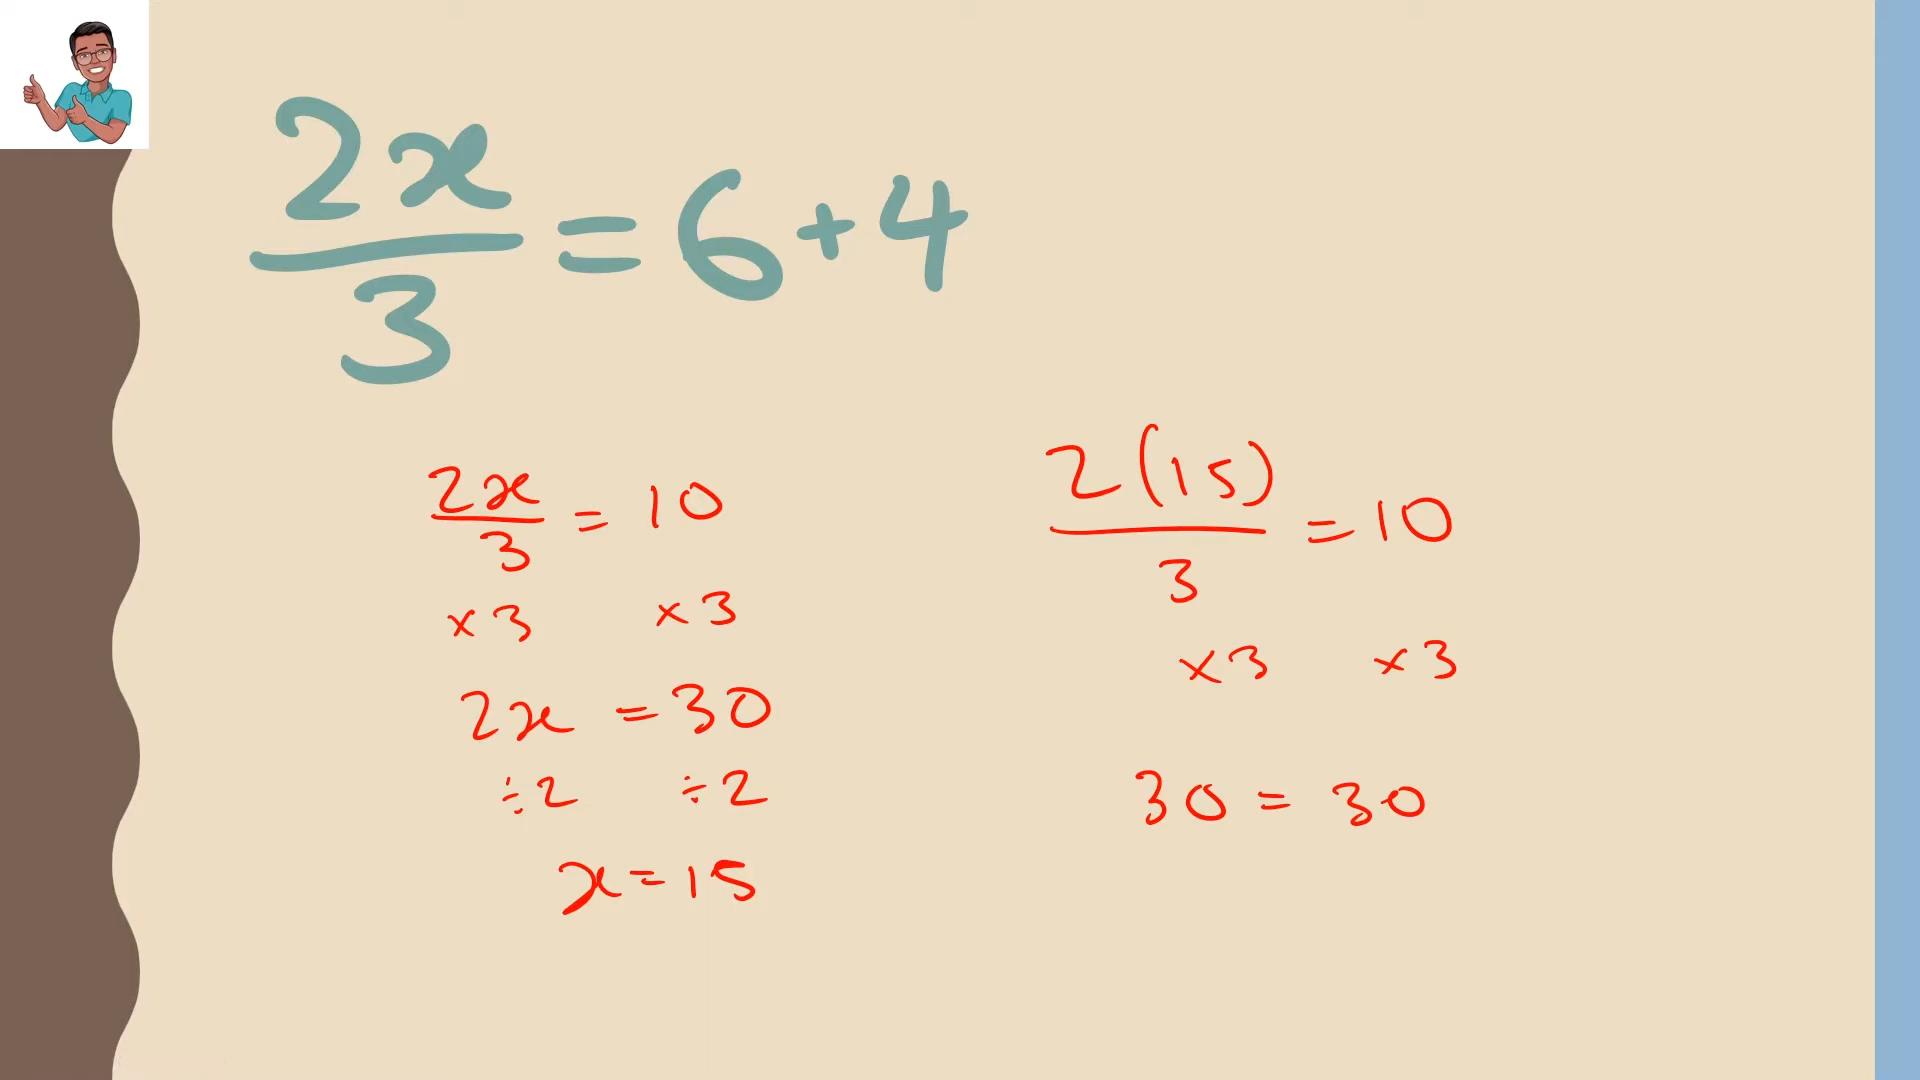 2x/3 = 6 + 4
2x/3 = 10
×3 ×3
2x = 30
÷2 ÷2
x = 15
2(15)/3 = 10
×3 ×3
30 = 30